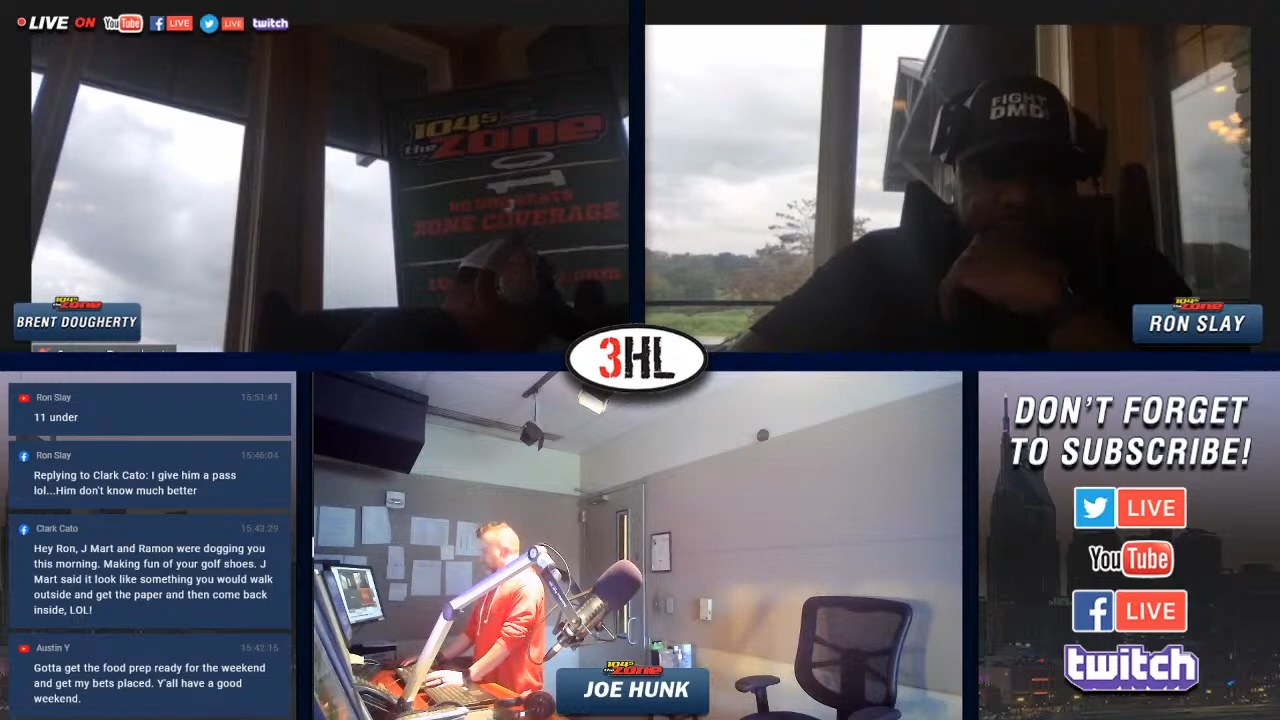 LIVE ON YouTube f LIVE LIVE twitch
104.5
the zone
NO
ZONE COVERAGE
FIGHT
DMD
104.5
the zone
BRENT DOUGHERTY
104.5
the zone
RON SLAY
3HL
Ron Slay 15:51:41
11 under
Ron Slay 15:46:04
Replying to Clark Cato: I give him a pass
lol...Him don't know much better
Clark Cato 15:43:29
Hey Ron, J Mart and Ramon were dogging you
this morning. Making fun of your golf shoes. J
Mart said it look like something you would walk
outside and get the paper and then come back
inside, LOL!
Austin Y 15:42:15
Gotta get the food prep ready for the weekend
and get my bets placed. Y'all have a good
weekend.
104.5
the zone
JOE HUNK
DON'T FORGET
TO SUBSCRIBE!
LIVE
YouTube
f LIVE
twitch